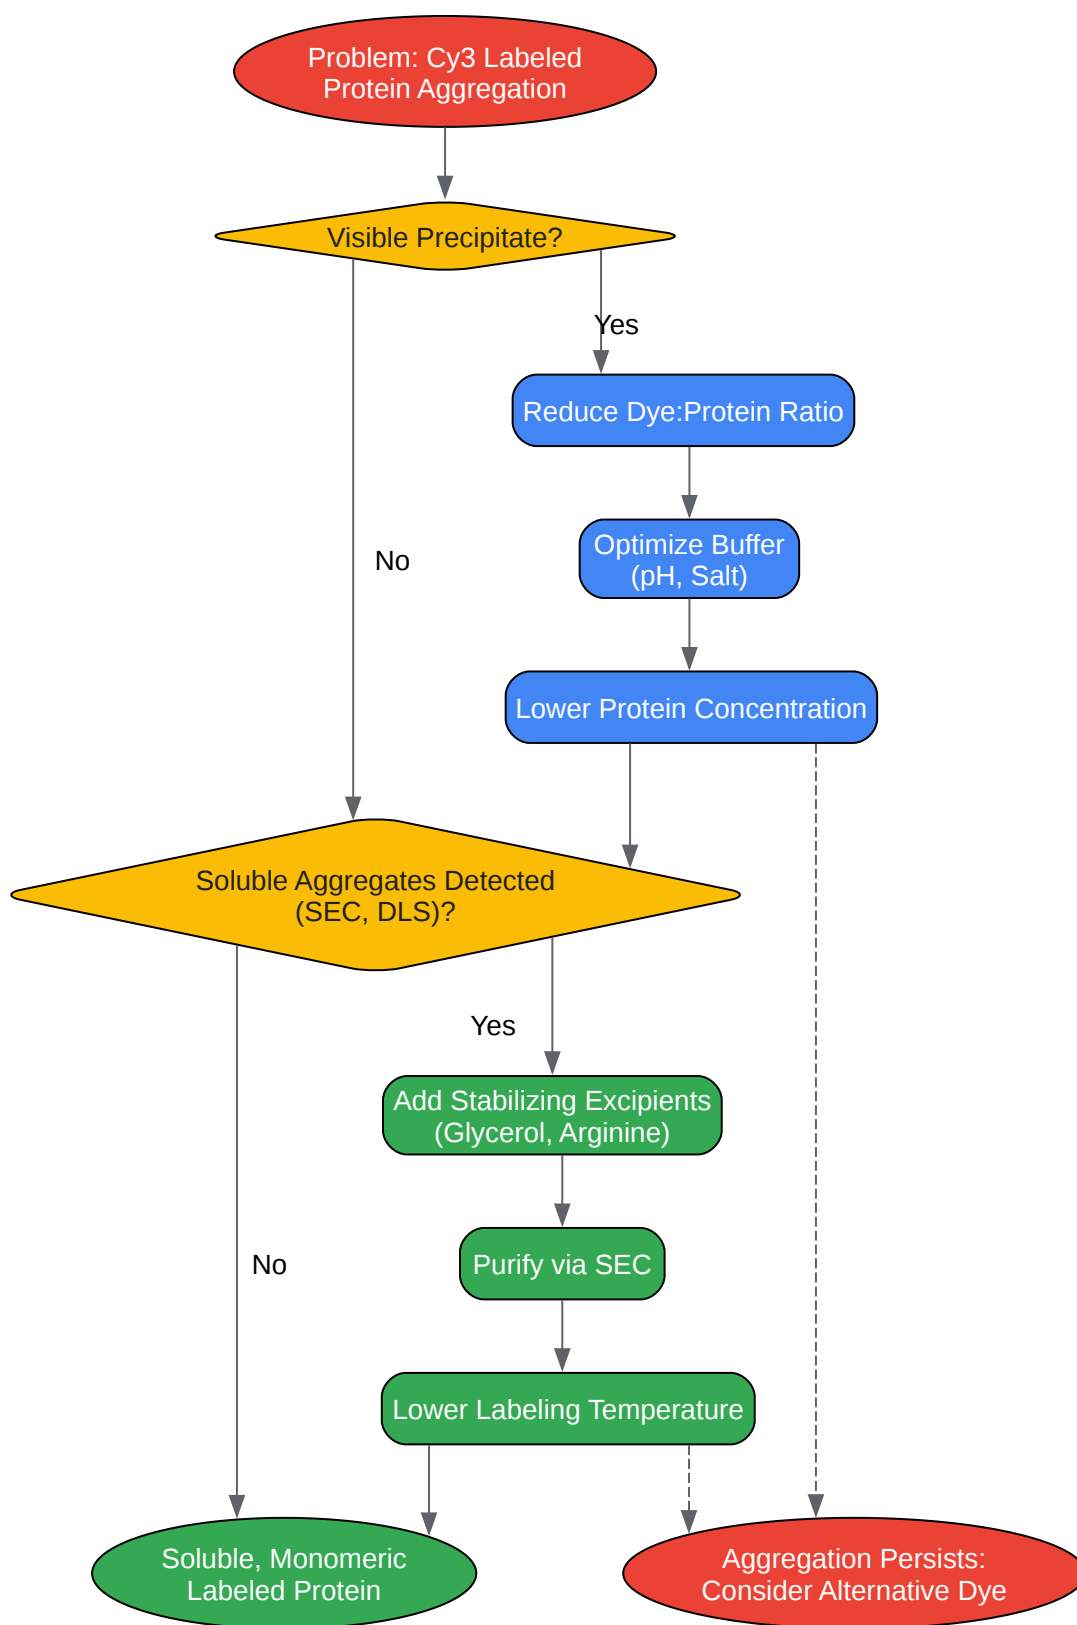 Problem: Cy3 Labeled
Protein Aggregation
Visible Precipitate?
Yes
Reduce Dye:Protein Ratio
Optimize Buffer
(pH, Salt)
No
Lower Protein Concentration
Soluble Aggregates Detected
(SEC, DLS)?
Yes
Add Stabilizing Excipients
(Glycerol, Arginine)
No
Purify via SEC
Lower Labeling Temperature
Soluble, Monomeric
Labeled Protein
Aggregation Persists:
Consider Alternative Dye